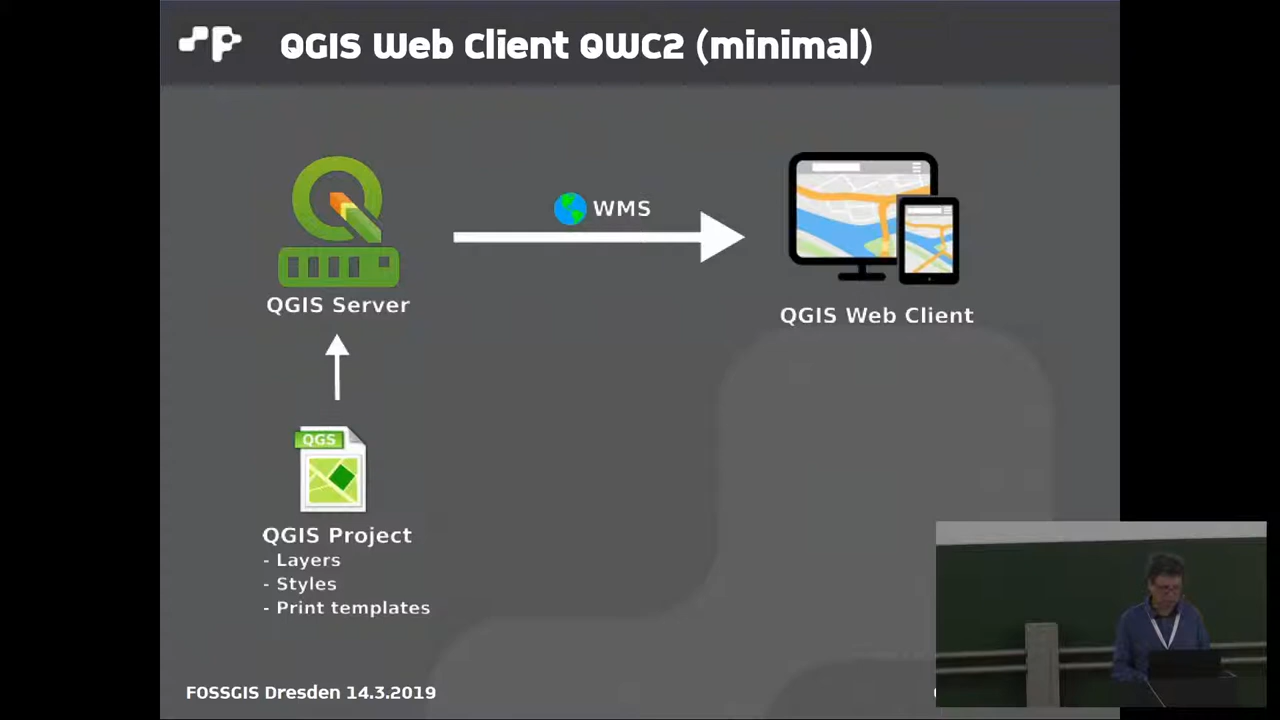 QGIS Web Client QWC2 (minimal)
WMS
QGIS Server
QGIS Web Client
QGS
QGIS Project
- Layers
- Styles
- Print templates
FOSSGIS Dresden 14.3.2019